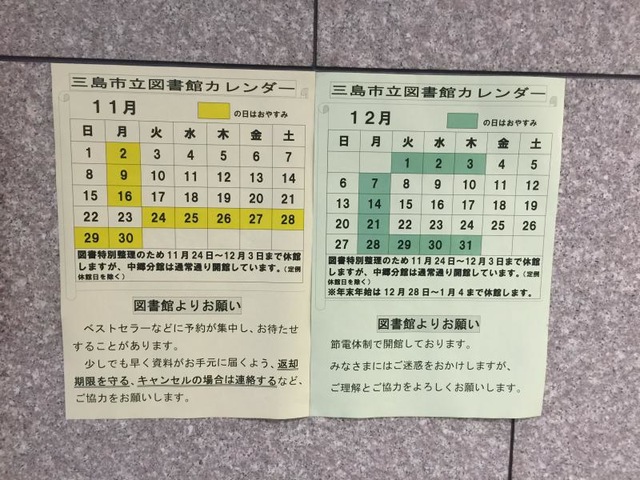 三島市立図書館カレンダー
11月 の日はおやすみ
日 月 火 水 木 金 土
1 2 3 4 5 6 7
8 9 10 11 12 13 14
15 16 17 18 19 20 21
22 23 24 25 26 27 28
29 30
図書特別整理のため11月24日～12月3日まで休館
しますが、中郷分館は通常通り開館しています。(定例
休館日を除く)
図書館よりお願い
ベストセラーなどに予約が集中し、お待たせ
することがあります。
少しでも早く資料がお手元に届くよう、返却
期限を守る、キャンセルの場合は連絡するなど、
ご協力をお願いします。
三島市立図書館カレンダー
12月 の日はおやすみ
日 月 火 水 木 金 土
1 2 3 4 5
6 7 8 9 10 11 12
13 14 15 16 17 18 19
20 21 22 23 24 25 26
27 28 29 30 31
図書特別整理のため11月24日～12月3日まで休館
しますが、中郷分館は通常通り開館しています。(定例
休館日を除く)
※年末年始は12月28日～1月4まで休館します。
図書館よりお願い
節電体制で開館しております。
みなさまにはご迷惑をおかけしますが、
ご理解とご協力をよろしくお願いします。